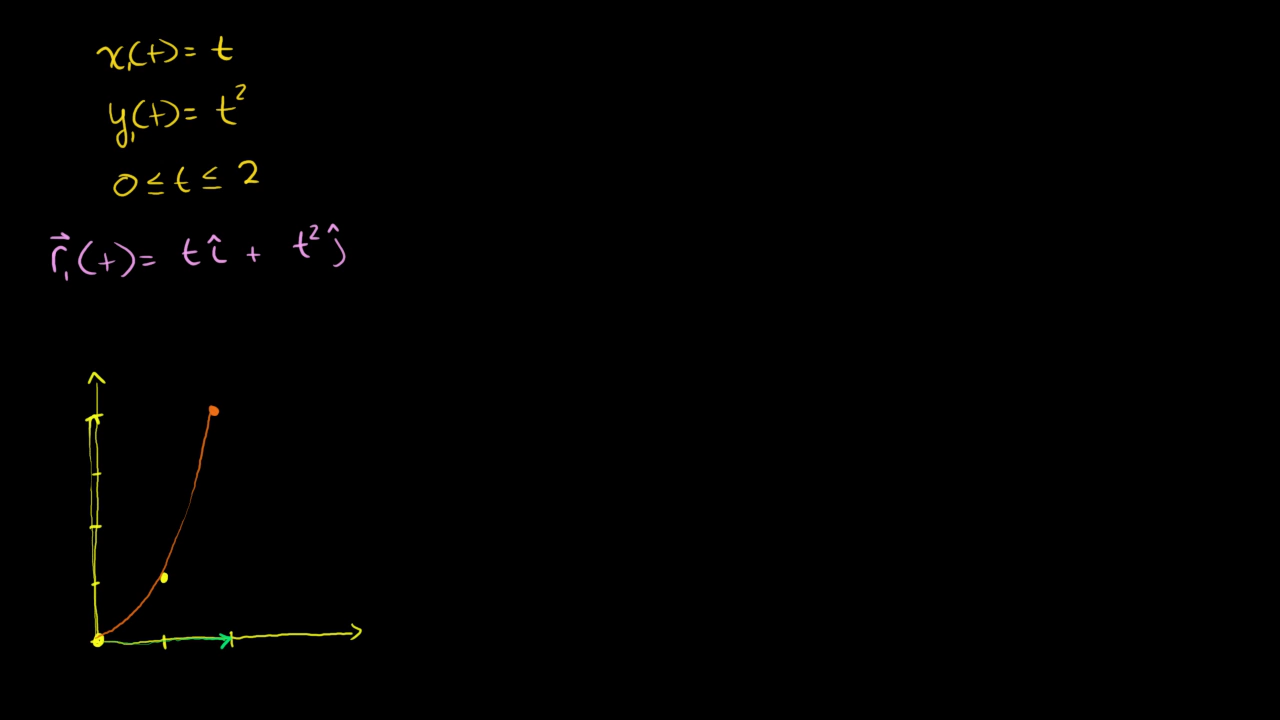 x₁(t) = t
y₁(t) = t²
0 ≤ t ≤ 2
r⃗₁(t) = t î + t² ĵ